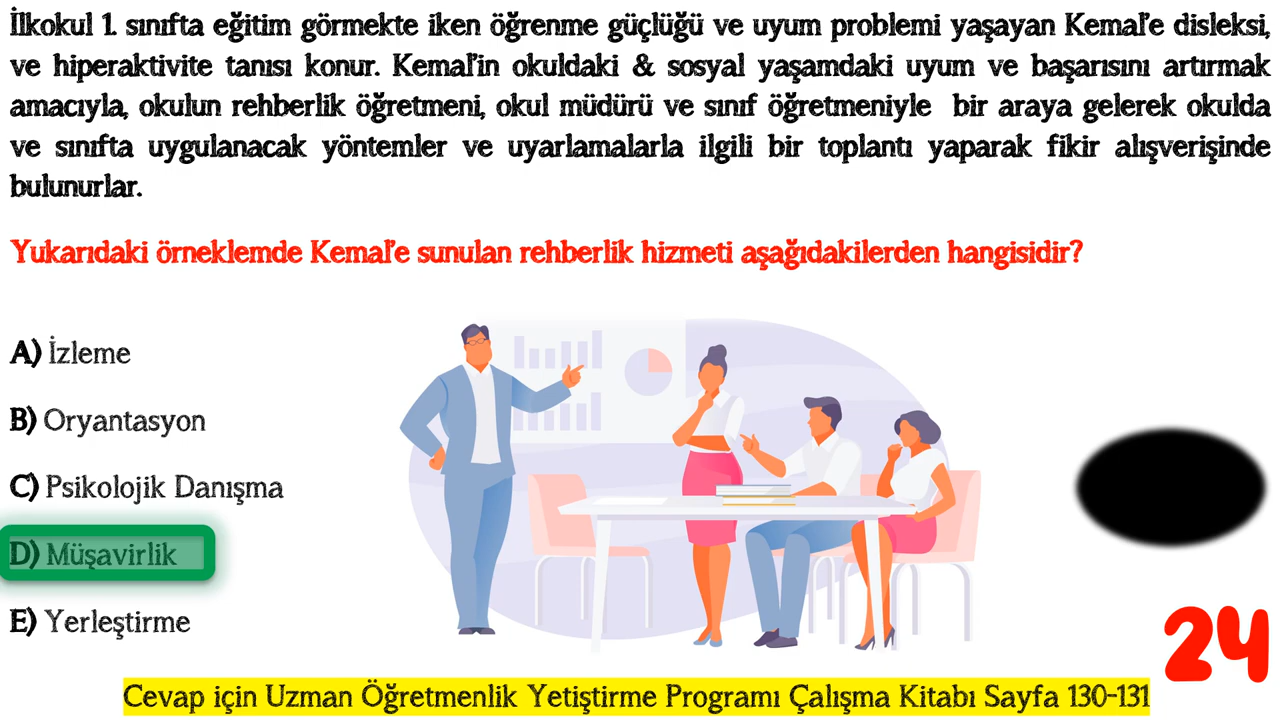 İlkokul 1. sınıfta eğitim görmekte iken öğrenme güçlüğü ve uyum problemi yaşayan Kemal'e disleksi,
ve hiperaktivite tanısı konur. Kemal'in okuldaki & sosyal yaşamdaki uyum ve başarısını artırmak
amacıyla, okulun rehberlik öğretmeni, okul müdürü ve sınıf öğretmeniyle bir araya gelerek okulda
ve sınıfta uygulanacak yöntemler ve uyarlamalarla ilgili bir toplantı yaparak fikir alışverişinde
bulunurlar.
Yukarıdaki örneklemde Kemal'e sunulan rehberlik hizmeti aşağıdakilerden hangisidir?
A) İzleme
B) Oryantasyon
C) Psikolojik Danışma
D) Müşavirlik
E) Yerleştirme
24
Cevap için Uzman Öğretmenlik Yetiştirme Programı Çalışma Kitabı Sayfa 130-131